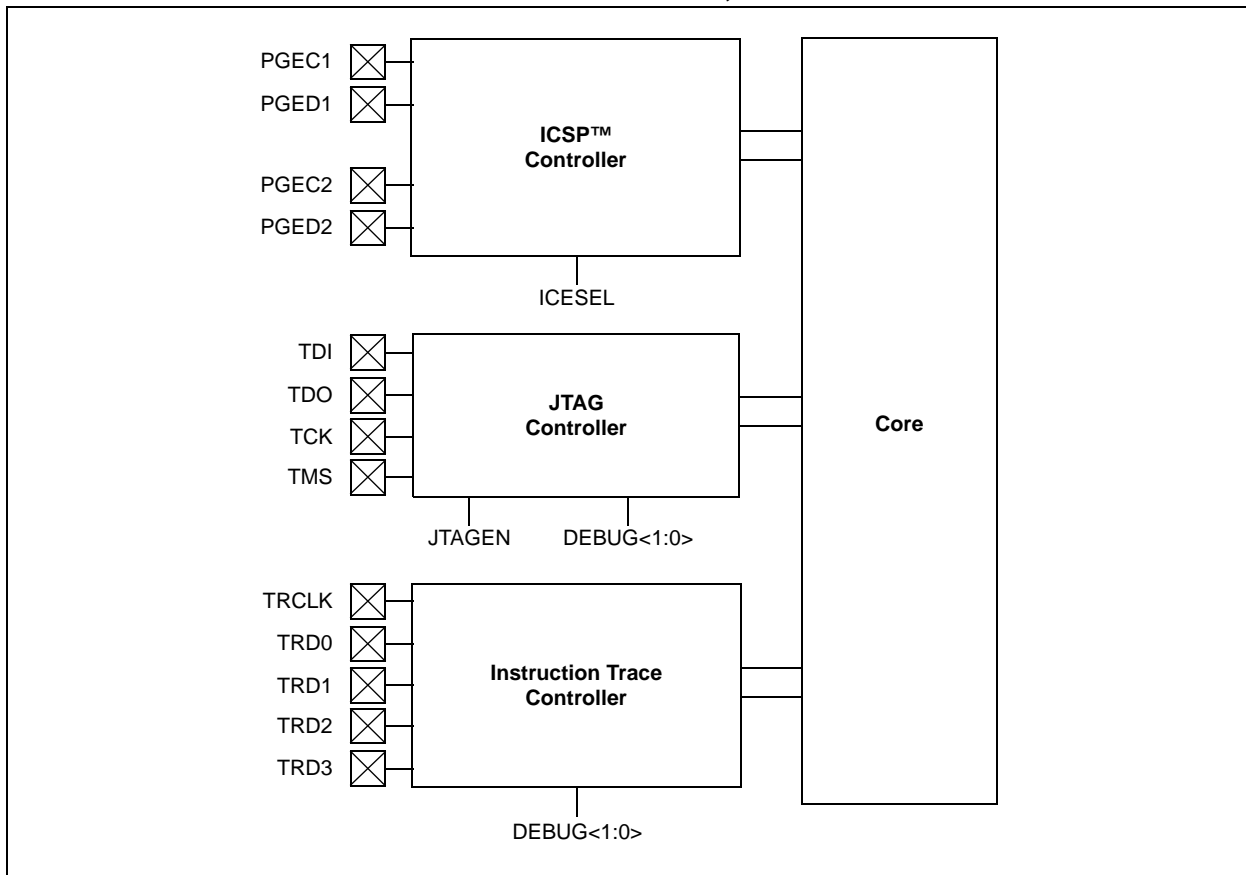 PGEC1
PGED1
ICSP™
Controller
PGEC2
PGED2
ICESEL
TDI
TDO
JTAG
Controller
TCK
TMS
Core
JTAGEN
DEBUG<1:0>
TRCLK
TRD0
Instruction Trace
Controller
TRD1
TRD2
TRD3
DEBUG<1:0>